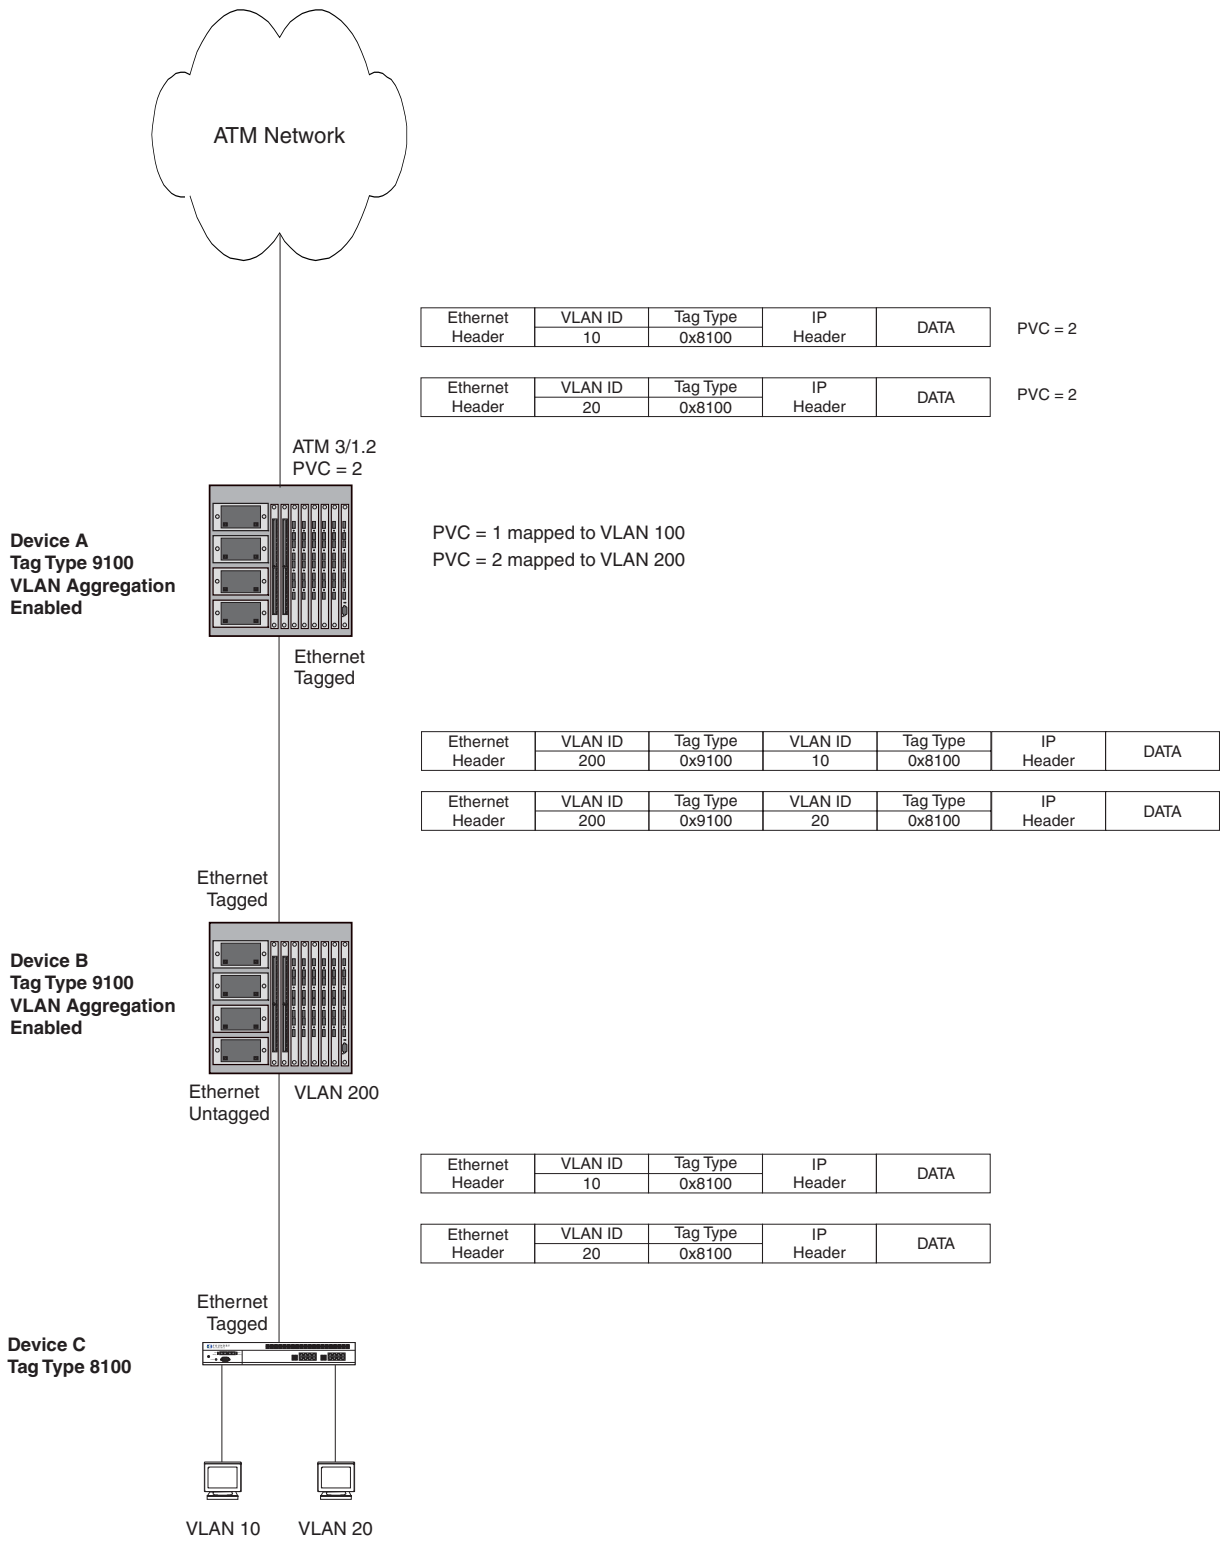 ATM Network
Ethernet Header VLAN ID 10 Tag Type 0x8100 IP Header DATA PVC = 2
Ethernet Header VLAN ID 20 Tag Type 0x8100 IP Header DATA PVC = 2
ATM 3/1.2
PVC = 2
Device A
Tag Type 9100
VLAN Aggregation
Enabled
PVC = 1 mapped to VLAN 100
PVC = 2 mapped to VLAN 200
Ethernet
Tagged
Ethernet Header VLAN ID 200 Tag Type 0x9100 VLAN ID 10 Tag Type 0x8100 IP Header DATA
Ethernet Header VLAN ID 200 Tag Type 0x9100 VLAN ID 20 Tag Type 0x8100 IP Header DATA
Ethernet
Tagged
Device B
Tag Type 9100
VLAN Aggregation
Enabled
Ethernet
Untagged
VLAN 200
Ethernet Header VLAN ID 10 Tag Type 0x8100 IP Header DATA
Ethernet Header VLAN ID 20 Tag Type 0x8100 IP Header DATA
Ethernet
Tagged
Device C
Tag Type 8100
VLAN 10
VLAN 20